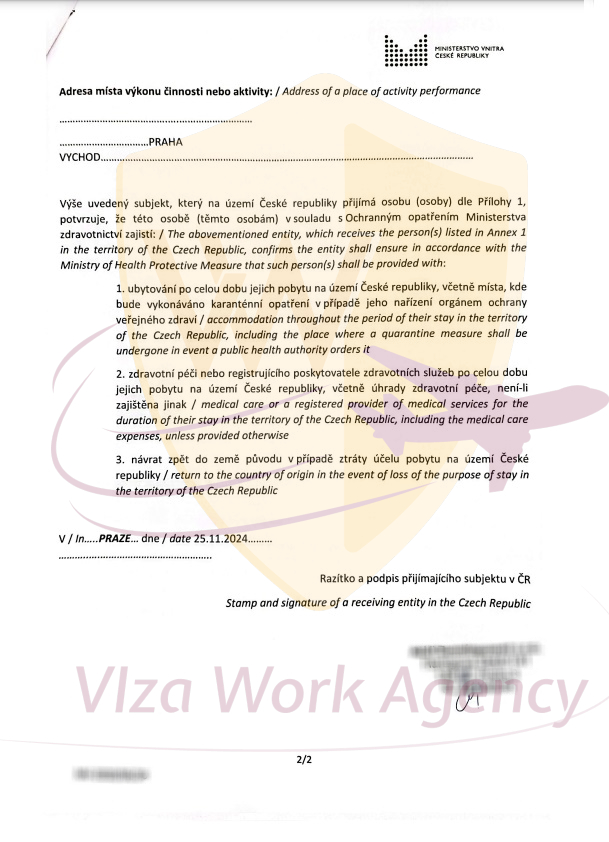 MINISTERSTVO VNITRA
ČESKÉ REPUBLIKY
Adresa místa výkonu činnosti nebo aktivity: / Address of a place of activity performance
……………………………………………………
……………………….PRAHA
VYCHOD……………………………………………………………………………………………………
Výše uvedený subjekt, který na území České republiky přijímá osobu (osoby) dle Přílohy 1,
potvrzuje, že této osobě (těmto osobám) v souladu s Ochranným opatřením Ministerstva
zdravotnictví zajistí: / The abovementioned entity, which receives the person(s) listed in Annex 1
in the territory of the Czech Republic, confirms the entity shall ensure in accordance with the
Ministry of Health Protective Measure that such person(s) shall be provided with:
1. ubytování po celou dobu jejich pobytu na území České republiky, včetně místa, kde
bude vykonáváno karanténní opatření v případě jeho nařízení orgánem ochrany
veřejného zdraví / accommodation throughout the period of their stay in the territory
of the Czech Republic, including the place where a quarantine measure shall be
undergone in event a public health authority orders it
2. zdravotní péči nebo registrujícího poskytovatele zdravotních služeb po celou dobu
jejich pobytu na území České republiky, včetně úhrady zdravotní péče, není-li
zajištěna jinak / medical care or a registered provider of medical services for the
duration of their stay in the territory of the Czech Republic, including the medical care
expenses, unless provided otherwise
3. návrat zpět do země původu v případě ztráty účelu pobytu na území České
republiky / return to the country of origin in the event of loss of the purpose of stay in
the territory of the Czech Republic
V / In…..PRAZE… dne / date 25.11.2024………
…………………………………………
Razítko a podpis přijímajícího subjektu v ČR
Stamp and signature of a receiving entity in the Czech Republic
VIza Work Agency
2/2